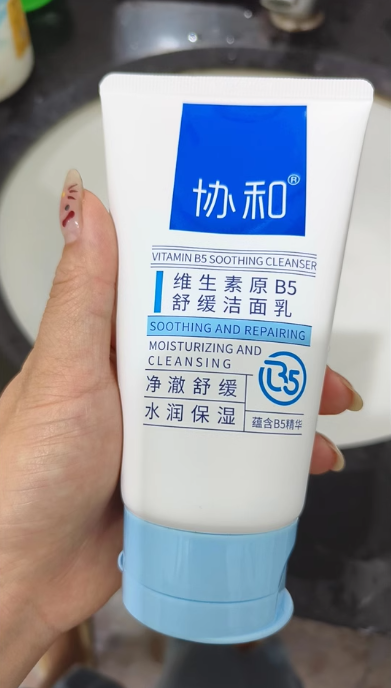 协和®
VITAMIN B5 SOOTHING CLEANSER
维生素原B5
舒缓洁面乳
SOOTHING AND REPAIRING
MOISTURIZING AND
CLEANSING
B5
净澈舒缓
水润保湿
蕴含B5精华